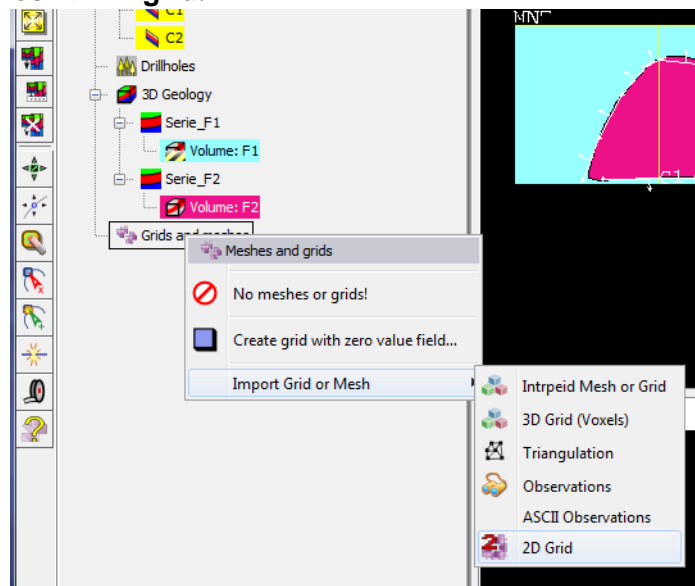 C1
C2
Drillholes
3D Geology
Serie_F1
Volume: F1
Serie_F2
Volume: F2
Grids and meshes
Meshes and grids
No meshes or grids!
Create grid with zero value field...
Import Grid or Mesh
Intrpeid Mesh or Grid
3D Grid (Voxels)
Triangulation
Observations
ASCII Observations
2D Grid
C1